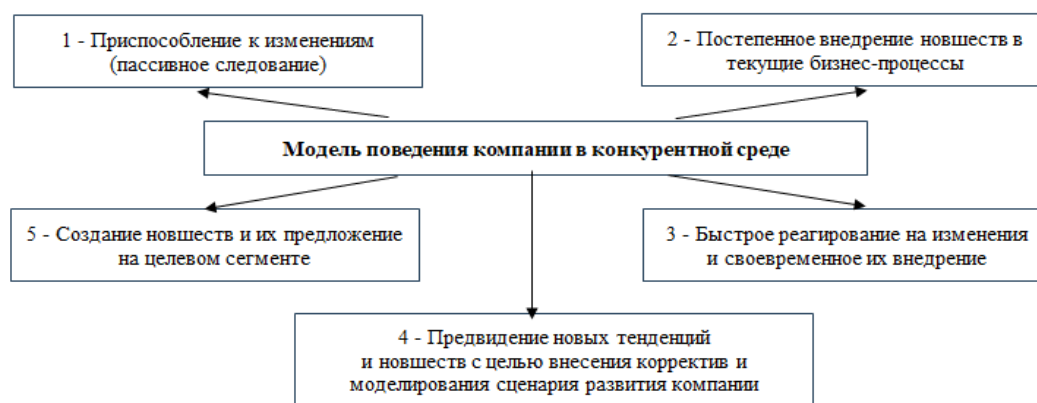 1 - Приспособление к изменениям
(пассивное следование)
2 - Постепенное внедрение новшеств в
текущие бизнес-процессы
Модель поведения компании в конкурентной среде
5 - Создание новшеств и их предложение
на целевом сегменте
3 - Быстрое реагирование на изменения
и своевременное их внедрение
4 - Предвидение новых тенденций
и новшеств с целью внесения корректив и
моделирования сценария развития компании